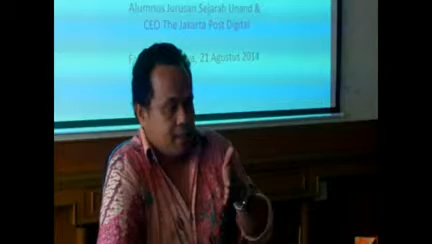 Alumnus Jurusan Sejarah Unand &
CEO The Jakarta Post Digital
21 Agustus 2014